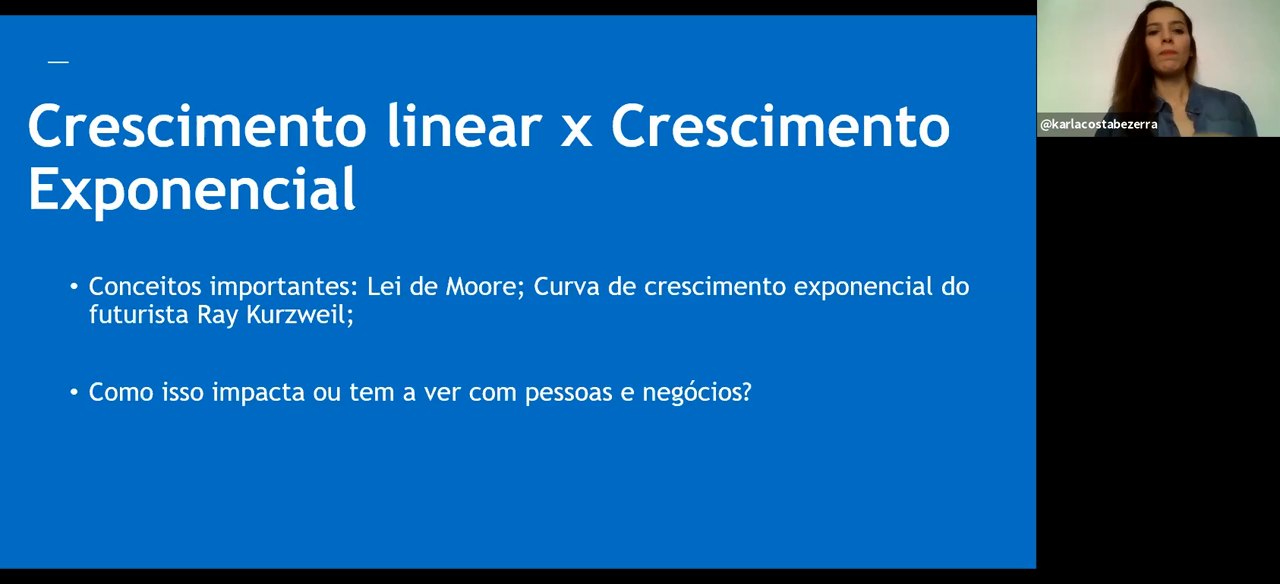 Crescimento linear x Crescimento
Exponencial
• Conceitos importantes: Lei de Moore; Curva de crescimento exponencial do
futurista Ray Kurzweil;
• Como isso impacta ou tem a ver com pessoas e negócios?
@karlacostabezerra